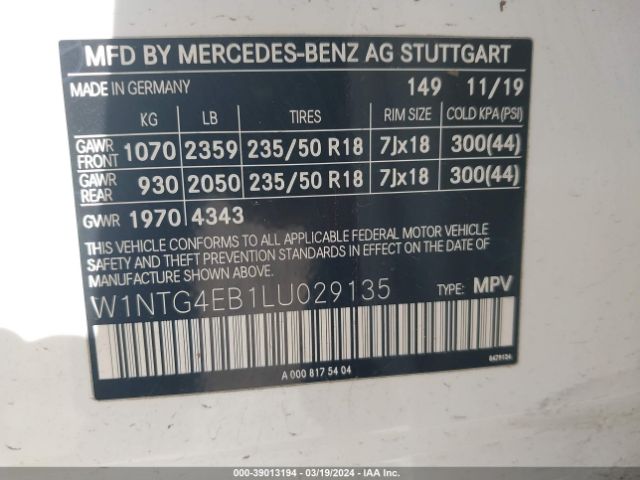 MFD BY MERCEDES-BENZ AG STUTTGART
MADE IN GERMANY 149 11/19
KG LB TIRES RIM SIZE COLD KPA(PSI)
GAWR FRONT 1070 2359 235/50 R18 7Jx18 300(44)
GAWR REAR 930 2050 235/50 R18 7Jx18 300(44)
GVWR 1970 4343
THIS VEHICLE CONFORMS TO ALL APPLICABLE FEDERAL MOTOR VEHICLE
SAFETY AND THEFT PREVENTION STANDARDS IN EFFECT ON THE DATE OF
MANUFACTURE SHOWN ABOVE.
W1NTG4EB1LU029135 TYPE: MPV
A 000 817 54 04
000-39013194 - 03/19/2024 - IAA, Inc.